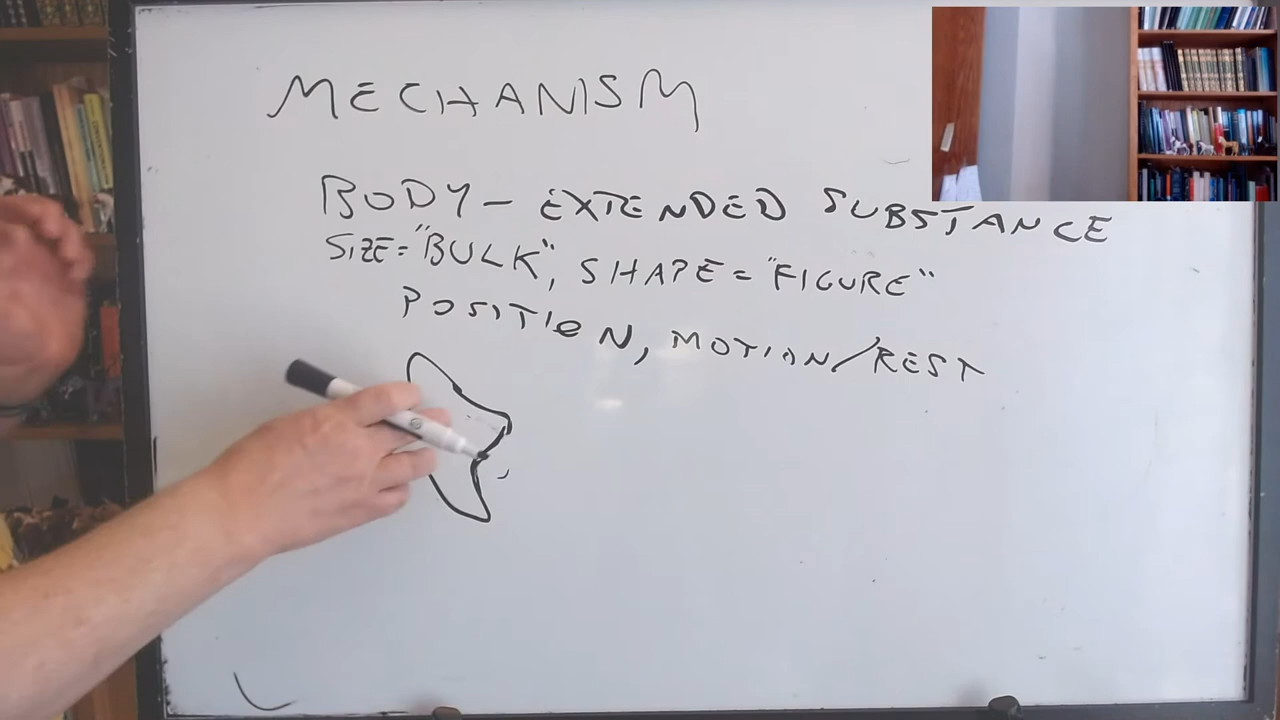 MECHANISM
BODY – EXTENDED SUBSTANCE
SIZE = "BULK", SHAPE = "FIGURE"
POSITION, MOTION/REST